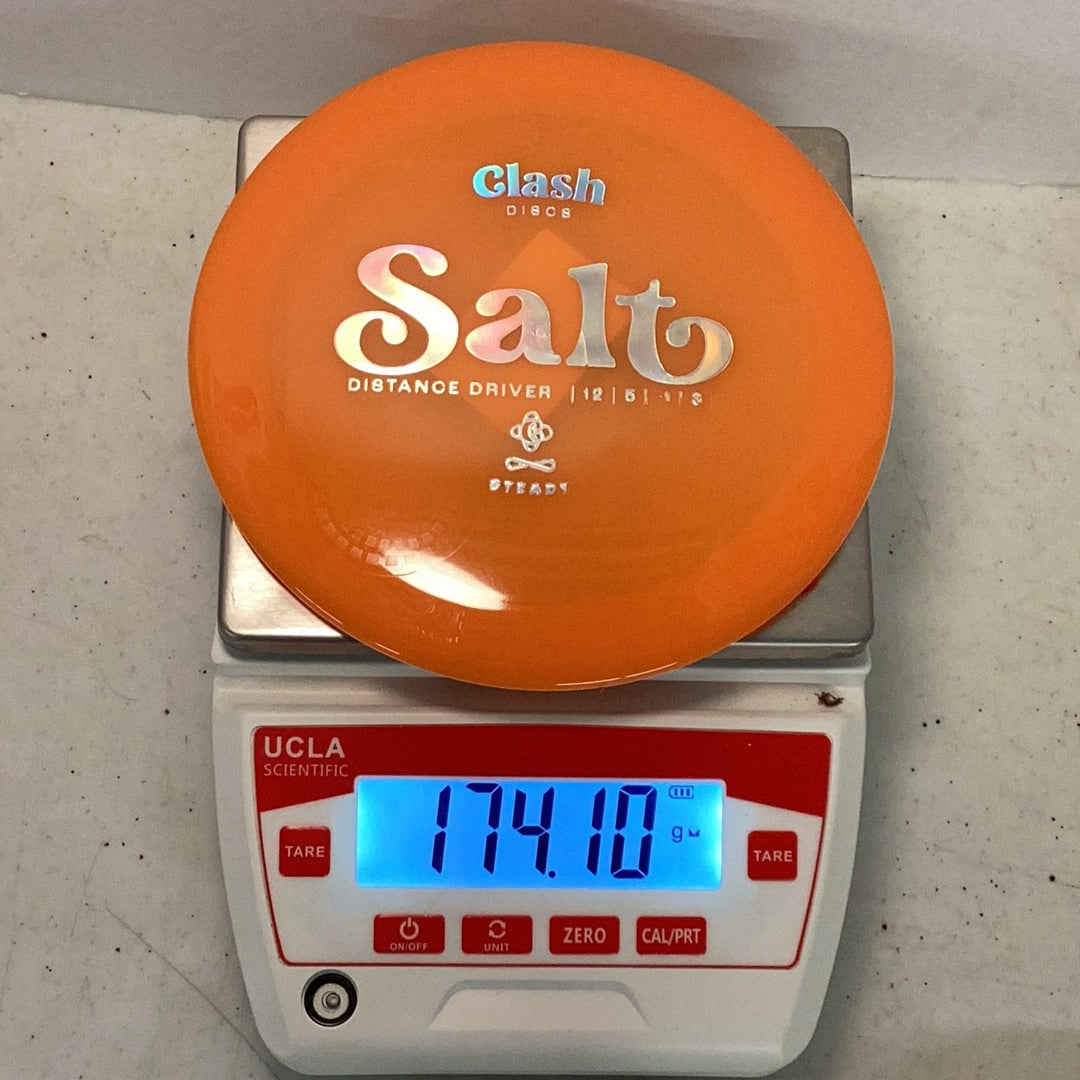 Clash
DISCS
Salt
DISTANCE DRIVER | 12 | 5 | -1 | 3
STEADY
UCLA
SCIENTIFIC
174.10
g
TARE
TARE
ON/OFF
UNIT
ZERO
CAL/PRT